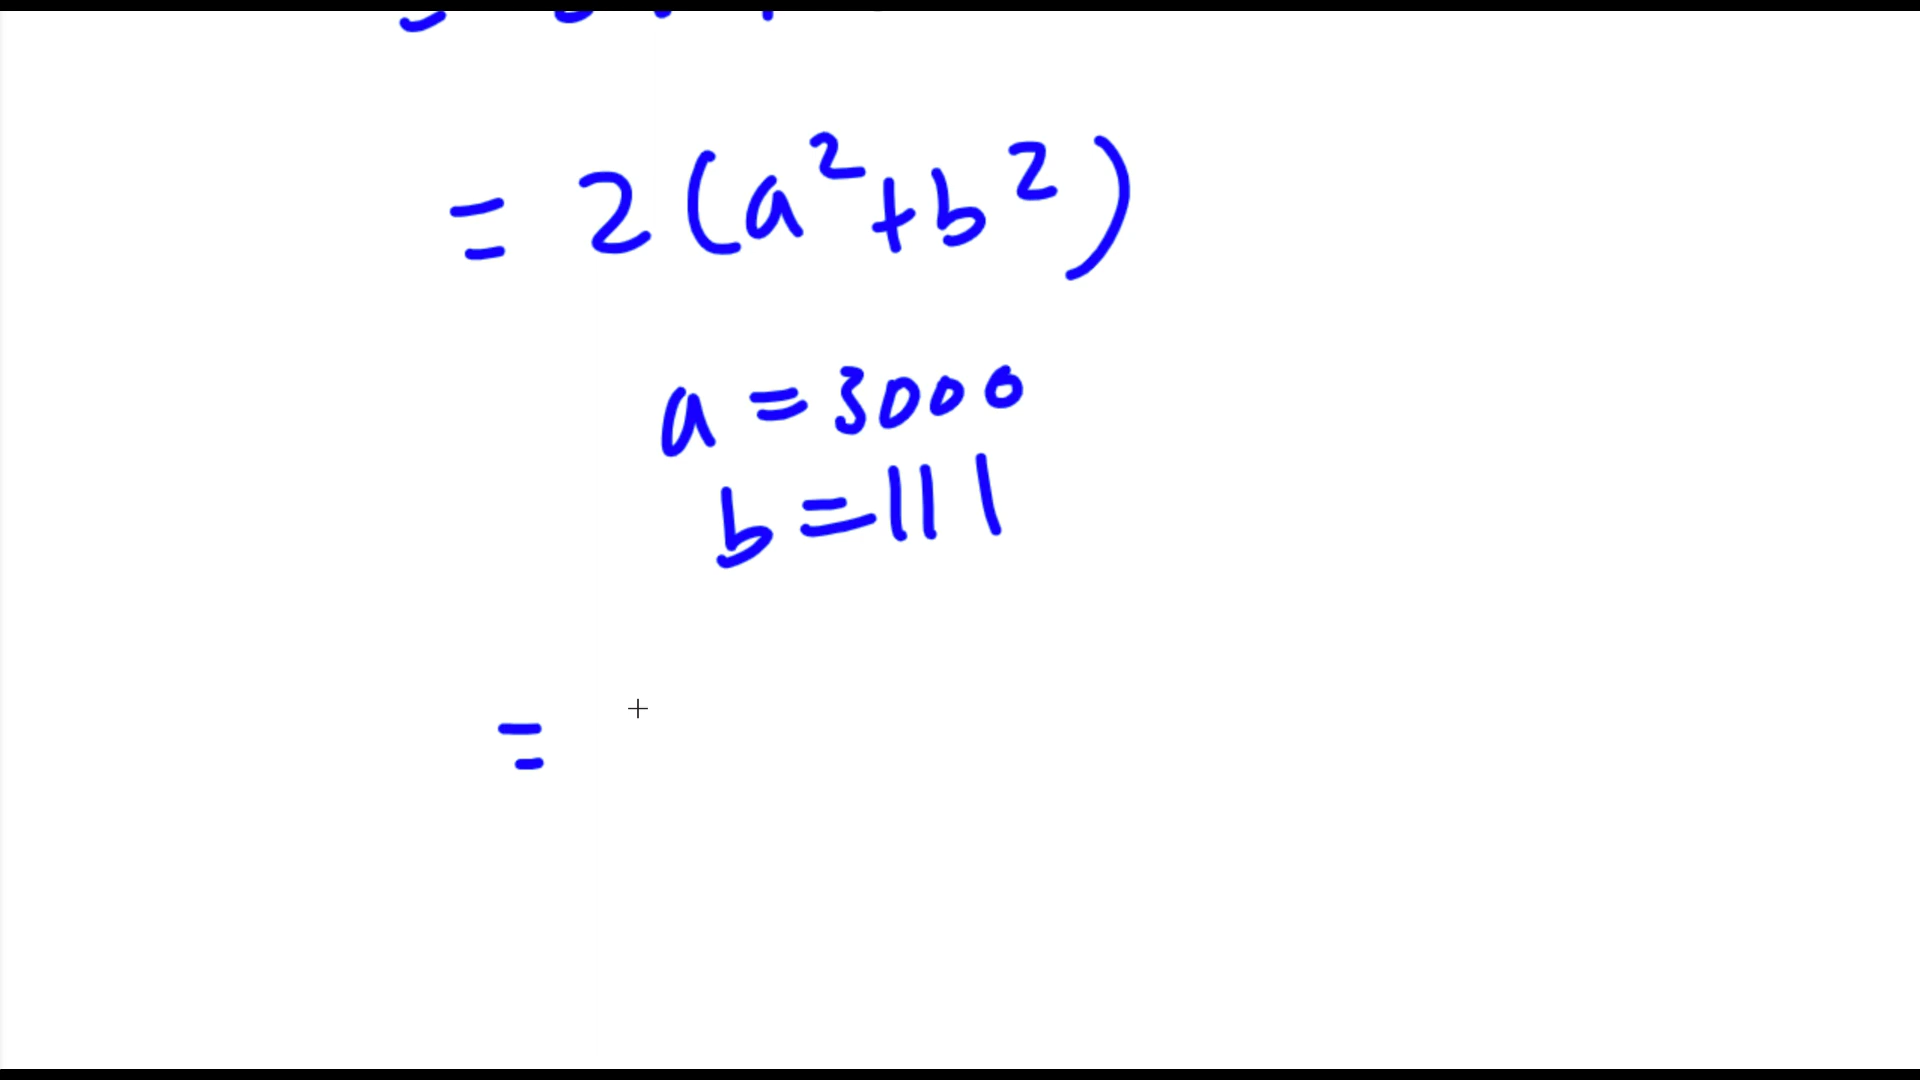 = 2(a²+b²)
a = 3000
b = 111
=